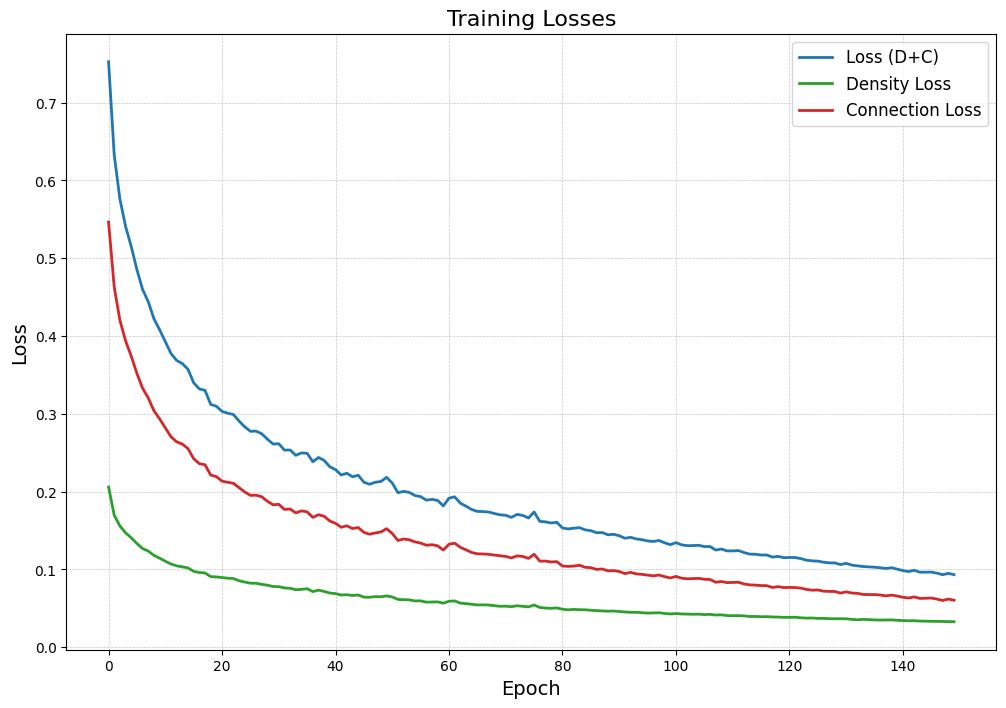 Training Losses
Loss (D+C)
Density Loss
Connection Loss
Loss
0.7
0.6
0.5
0.4
0.3
0.2
0.1
0.0
0 20 40 60 80 100 120 140
Epoch